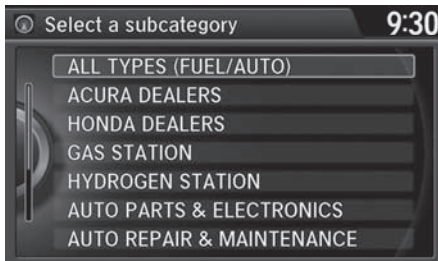 Select a subcategory
9:30
ALL TYPES (FUEL/AUTO)
ACURA DEALERS
HONDA DEALERS
GAS STATION
HYDROGEN STATION
AUTO PARTS & ELECTRONICS
AUTO REPAIR & MAINTENANCE